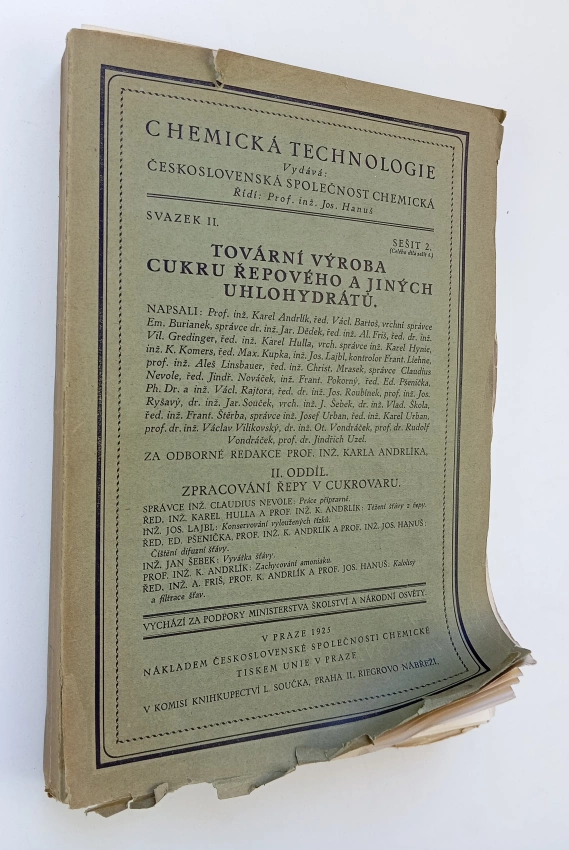 CHEMICKÁ TECHNOLOGIE
Vydává:
ČESKOSLOVENSKÁ SPOLEČNOST CHEMICKÁ
Řídí: Prof. inž. Jos. Hanuš
SVAZEK II.
SEŠIT 2.
(Celého díla sešit 4.)
TOVÁRNÍ VÝROBA
CUKRU ŘEPOVÉHO A JINÝCH
UHLOHYDRÁTŮ.
NAPSALI: Prof. inž. Karel Andrlík, řed. Václ. Bartoš, vrchní správce
Em. Burianek, správce dr. inž. Jar. Dědek, řed. inž. Al. Friš, řed. dr. inž.
Vil. Gredinger, řed. inž. Karel Hulla, vrch. správce inž. Karel Hynie,
inž. K. Komers, řed. Max. Kupka, inž. Jos. Lajbl, kontrolor Frant. Liehne,
prof. inž. Aleš Linsbauer, řed. inž. Christ. Mrasek, správce Claudius
Nevole, řed. Jindř. Nováček, inž. Frant. Pokorný, řed. Ed. Pšenička,
Ph. Dr. a inž. Václ. Rajtora, řed. dr. inž. Jos. Roubínek, prof. inž. Jos.
Ryšavý, dr. inž. Jar. Souček, vrch. inž. J. Šebek, dr. inž. Vlad. Škola,
řed. inž. Frant. Štěrba, správce inž. Josef Urban, řed. inž. Karel Urban,
prof. dr. inž. Václav Vilikovský, dr. inž. Ot. Vondráček, prof. dr. Rudolf
Vondráček, prof. dr. Jindřich Uzel.
ZA ODBORNÉ REDAKCE PROF. INŽ. KARLA ANDRLÍKA.
II. ODDÍL.
ZPRACOVÁNÍ ŘEPY V CUKROVARU.
SPRÁVCE INŽ. CLAUDIUS NEVOLE: Práce přípravné.
ŘED. INŽ. KAREL HULLA A PROF. INŽ. K. ANDRLÍK: Těžení šťávy z řepy.
INŽ. JOS. LAJBL: Konservování vyloužených řízků.
ŘED. ED. PŠENIČKA, PROF. INŽ. K. ANDRLÍK A PROF. INŽ. JOS. HANUŠ:
Čištění difuzní šťávy.
INŽ. JAN ŠEBEK: Vyvářka šťávy.
PROF. INŽ. K. ANDRLÍK: Zachycování amoniaku.
ŘED. INŽ. A. FRIŠ, PROF. K. ANDRLÍK A PROF. JOS. HANUŠ: Kalolisy
a filtrace šťav.
VYCHÁZÍ ZA PODPORY MINISTERSTVA ŠKOLSTVÍ A NÁRODNÍ OSVĚTY.
V PRAZE 1925
NÁKLADEM ČESKOSLOVENSKÉ SPOLEČNOSTI CHEMICKÉ
TISKEM UNIE V PRAZE
V KOMISI KNIHKUPECTVÍ L. SOUČKA, PRAHA II, RIEGROVO NÁBŘEŽÍ.